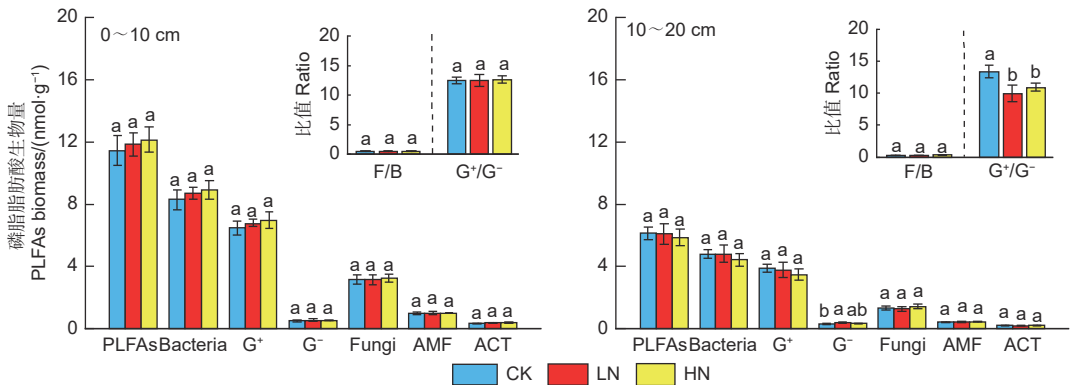 磷脂脂肪酸生物量
PLFAs biomass/(nmol·g⁻¹)
20
16
12
8
4
0
0～10 cm
a a a
a a a
a a a
a a a
a a a
a a a
a a a
PLFAs Bacteria G⁺ G⁻ Fungi AMF ACT
比值 Ratio
20
15
10
5
0
a a a
a a a
F/B G⁺/G⁻
20
16
12
8
4
0
10～20 cm
a a a
a a a
a a a
b a ab
a a a
a a a
a a a
PLFAs Bacteria G⁺ G⁻ Fungi AMF ACT
比值 Ratio
20
15
10
5
0
a a a
a b b
F/B G⁺/G⁻
CK LN HN